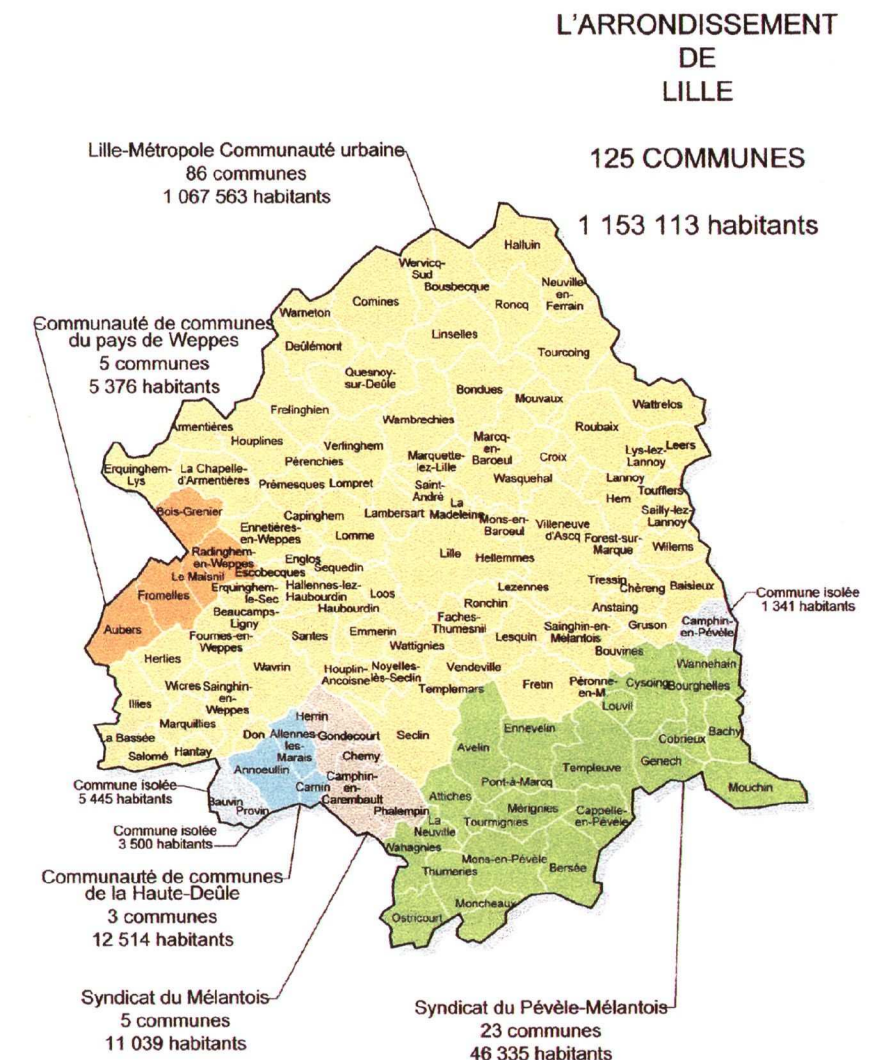 L'ARRONDISSEMENT
DE
LILLE
125 COMMUNES
1 153 113 habitants
Lille-Métropole Communauté urbaine
86 communes
1 067 563 habitants
Communauté de communes
du pays de Weppes
5 communes
5 376 habitants
Halluin
Wervicq-
Sud
Bousbecque
Neuville-
en-
Ferrain
Comines
Roncq
Warneton
Linselles
Deûlémont
Tourcoing
Quesnoy-
sur-Deûle
Bondues
Mouvaux
Wattrelos
Frelinghien
Wambrechies
Roubaix
Armentières
Houplines
Verlinghem
Marcq-
en-
Baroeul
Croix
Lys-lez-
Lannoy
Leers
Pérenchies
Marquette-
lez-Lille
Erquinghem-
Lys
La Chapelle-
d'Armentières
Prémesques
Lompret
Saint-
André
Wasquehal
Lannoy
Hem
Toufflers
Bois-Grenier
Capinghem
Lambersart
La
Madeleine
Mons-en-
Baroeul
Villeneuve
d'Ascq
Sailly-lez-
Lannoy
Ennetières-
en-Weppes
Lomme
Forest-sur-
Marque
Willems
Radinghem-
en-Weppes
Englos
Lille
Hellemmes
Le Maisnil
Escobecques
Sequedin
Tressin
Chéreng
Baisieux
Fromelles
Erquinghem-
le-Sec
Hallennes-lez-
Haubourdin
Loos
Lezennes
Beaucamps-
Ligny
Haubourdin
Ronchin
Anstaing
Aubers
Fournes-en-
Weppes
Santes
Emmerin
Faches-
Thumesnil
Lesquin
Sainghin-en-
Mélantois
Gruson
Camphin-
en-Pévèle
Commune isolée
1 341 habitants
Wattignies
Bouvines
Herlies
Wavrin
Houplin-
Ancoisne
Noyelles-
lès-Seclin
Vendeville
Wannehain
Illies
Wicres
Sainghin-
en-
Weppes
Templemars
Fretin
Péronne-
en-M
Cysoing
Bourghelles
Louvil
Marquillies
Herrin
La Bassée
Salomé
Hantay
Don
Allennes-
les-
Marais
Gondecourt
Seclin
Avelin
Ennevelin
Cobrieux
Bachy
Annoeullin
Chemy
Templeuve
Genech
Carnin
Camphin-
en-
Carembault
Pont-à-Marcq
Mouchin
Bauvin
Provin
Phalempin
Attiches
Mérignies
Cappelle-
en-Pévèle
La
Neuville
Tourmignies
Wahagnies
Mons-en-Pévèle
Thumeries
Bersée
Moncheaux
Ostricourt
Commune isolée
5 445 habitants
Commune isolée
3 500 habitants
Communauté de communes
de la Haute-Deûle
3 communes
12 514 habitants
Syndicat du Mélantois
5 communes
11 039 habitants
Syndicat du Pévèle-Mélantois
23 communes
46 335 habitants